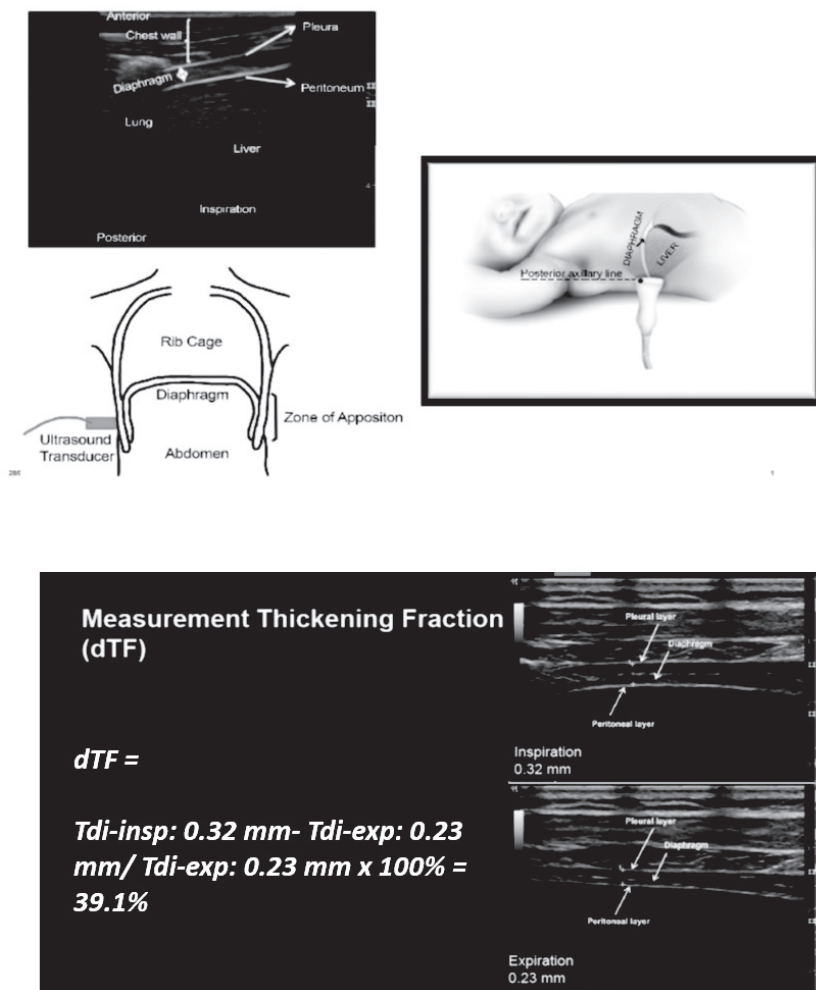 Anterior
Chest wall
Pleura
Diaphragm
Peritoneum
Lung
Liver
4
Inspiration
Posterior
DIAPHRAGM
LIVER
Posterior axillary line
Rib Cage
Diaphragm
Zone of Appositon
Ultrasound
Transducer
Abdomen
1
Measurement Thickening Fraction
(dTF)
dTF =
Tdi-insp: 0.32 mm- Tdi-exp: 0.23
mm/ Tdi-exp: 0.23 mm x 100% =
39.1%
Pleural layer
Diaphragm
Peritoneal layer
Inspiration
0.32 mm
Pleural layer
Diaphragm
Peritoneal layer
Expiration
0.23 mm